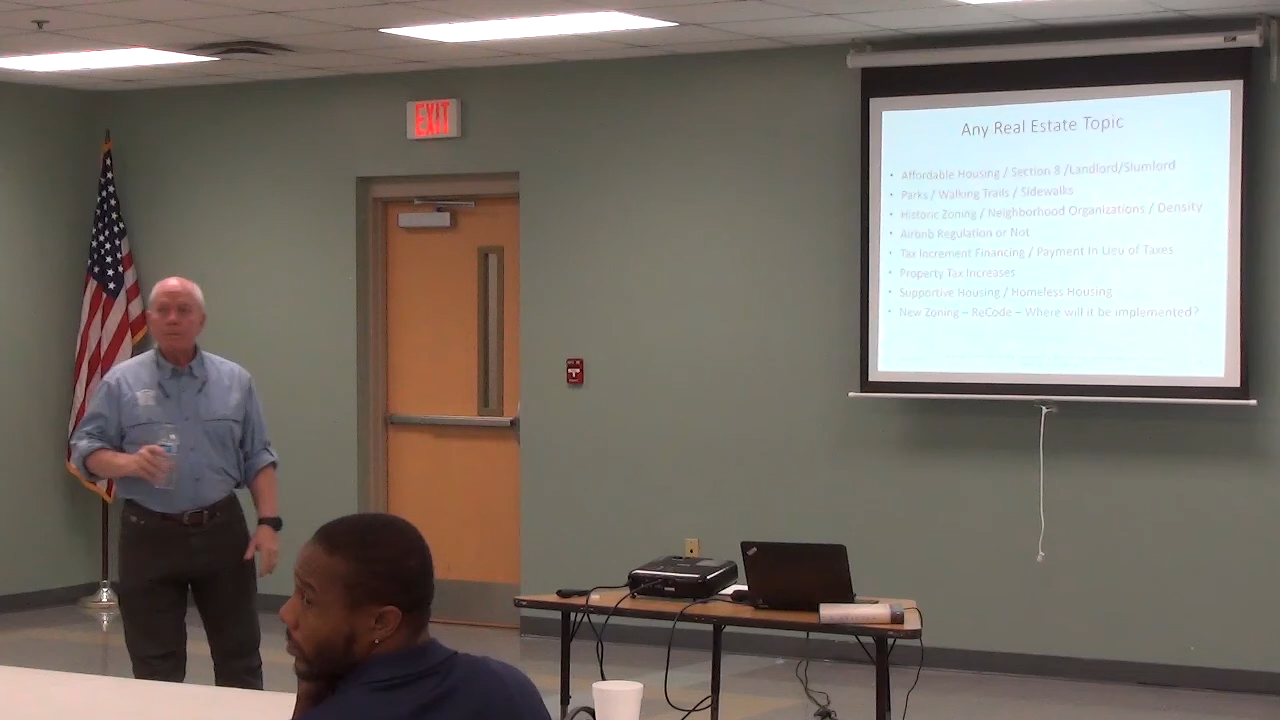 EXIT
Any Real Estate Topic
• Affordable Housing / Section 8 /Landlord/Slumlord
• Parks / Walking Trails / Sidewalks
• Historic Zoning / Neighborhood Organizations / Density
• Airbnb Regulation or Not
• Tax Increment Financing / Payment In Lieu of Taxes
• Property Tax Increases
• Supportive Housing / Homeless Housing
• New Zoning – ReCode – Where will it be implemented?